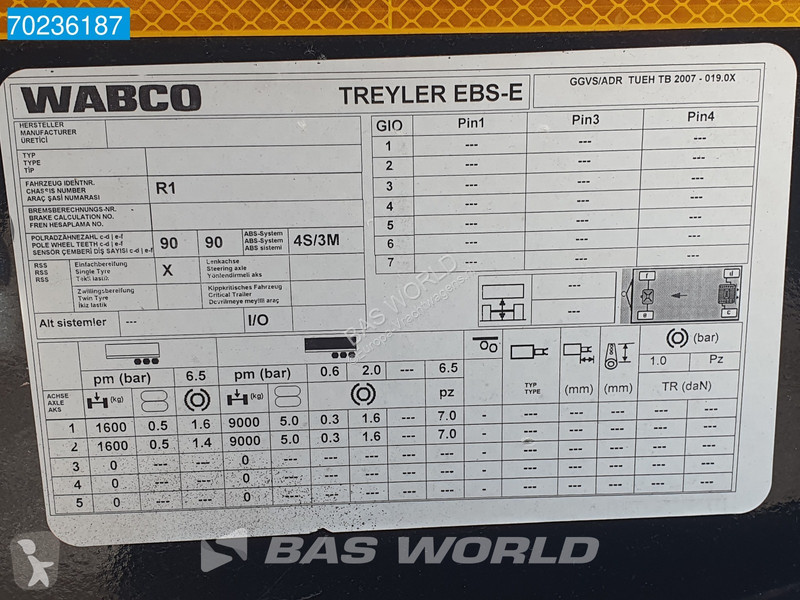 70236187
WABCO
TREYLER EBS-E
GGVS/ADR TUEH TB 2007 - 019.0X
HERSTELLER
MANUFACTURER
ÜRETİCİ
TYP
TYPE
TİP
FAHRZEUG IDENTNR.
CHASSIS NUMBER
ARAÇ ŞASİ NUMARASI
R1
BREMSBERECHNUNGS-NR.
BRAKE CALCULATION NO.
FREN HESAPLAMA NO.
POLRADZÄHNEZAHL c-d | e-f
POLE WHEEL TEETH c-d | e-f
SENSÖR ÇEMBERİ DİŞ SAYISI c-d | e-f
90 90
ABS-System
ABS-System
ABS sistemi
4S/3M
RSS
RSS
RSS
Einfachbereifung
Single Tyre
Tekli lastik
X
Lenkachse
Steering axle
Yönlendirmeli aks
Zwillingsbereifung
Twin Tyre
İkiz lastik
Kippkritisches Fahrzeug
Critical Trailer
Devrilmeye meyilli araç
Alt sistemler ---
I/O
GIO Pin1 Pin3 Pin4
1 --- --- ---
2 --- --- ---
3 --- --- ---
4 --- --- ---
5 --- --- ---
6 --- --- ---
7 --- --- ---
---
---
f d
e c
pm (bar) 6.5 pm (bar) 0.6 2.0 --- 6.5
ACHSE
AXLE
AKS
(kg) (kg) pz
TYP
TYPE
(mm) (mm)
(bar)
1.0 Pz
TR (daN)
1 1600 0.5 1.6 9000 5.0 0.3 1.6 --- 7.0 - --- --- --- --- ---
2 1600 0.5 1.4 9000 5.0 0.3 1.6 --- 7.0 - --- --- --- --- ---
3 0 --- --- 0 --- --- --- --- --- - --- --- --- --- ---
4 0 --- --- 0 --- --- --- --- --- - --- --- --- --- ---
5 0 --- --- 0 --- --- --- --- --- - --- --- --- --- ---
BAS WORLD
BAS WORLD